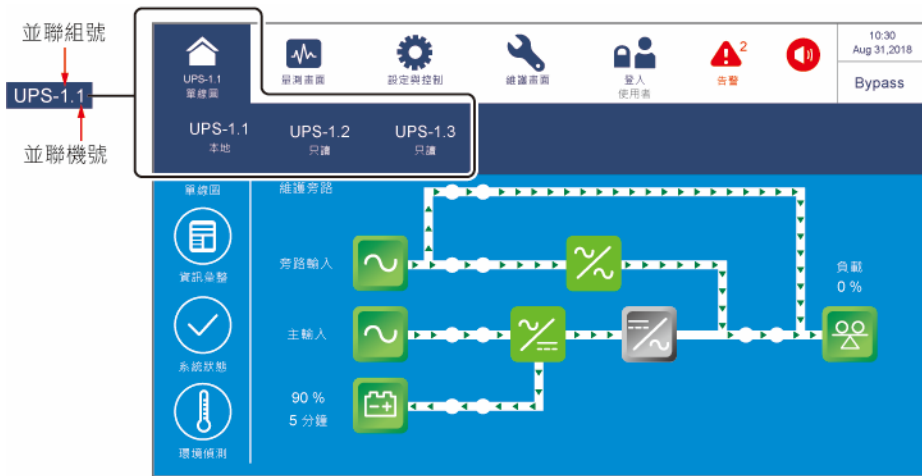 並聯組號
UPS-1.1
並聯機號
UPS-1.1
單線圖
量測畫面
設定與控制
維護畫面
登入
使用者
2
告警
10:30
Aug 31,2018
Bypass
UPS-1.1
本地
UPS-1.2
只讀
UPS-1.3
只讀
單線圖
資訊彙整
系統狀態
環境偵測
維護旁路
旁路輸入
主輸入
90 %
5 分鐘
負載
0 %